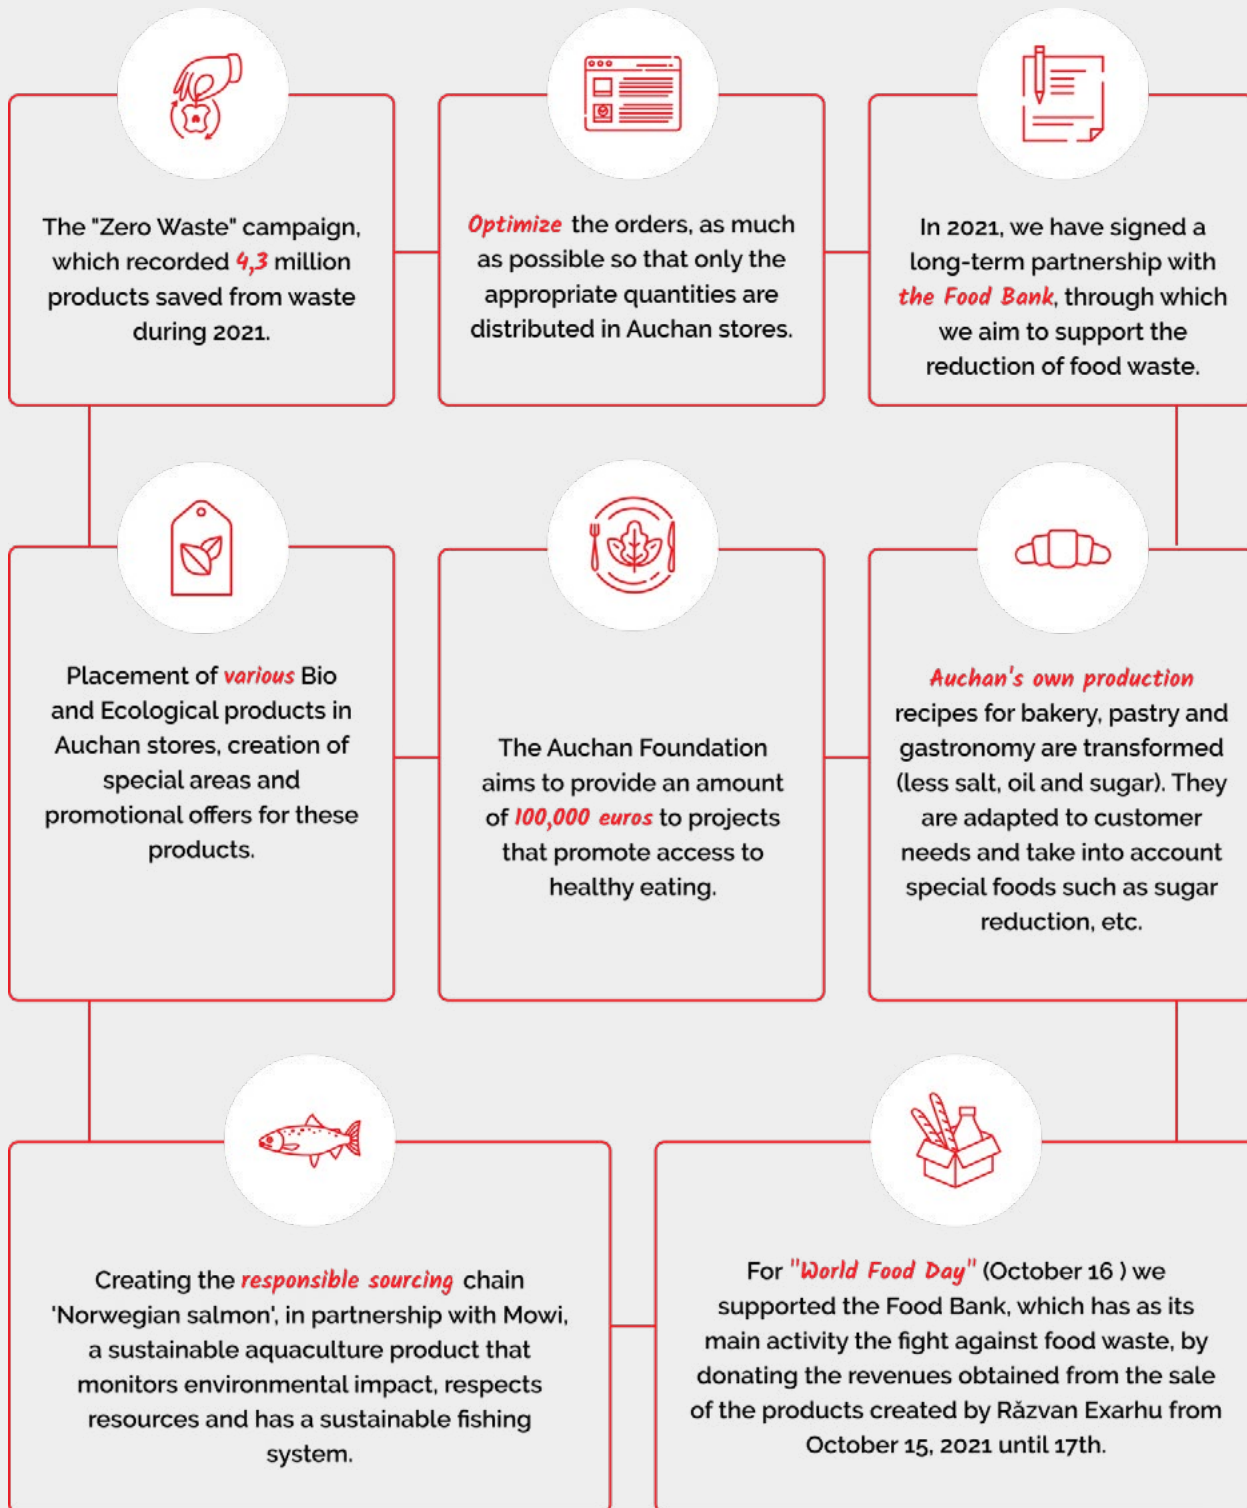 The "Zero Waste" campaign,
which recorded 4,3 million
products saved from waste
during 2021.
Optimize the orders, as much
as possible so that only the
appropriate quantities are
distributed in Auchan stores.
In 2021, we have signed a
long-term partnership with
the Food Bank, through which
we aim to support the
reduction of food waste.
Placement of various Bio
and Ecological products in
Auchan stores, creation of
special areas and
promotional offers for these
products.
The Auchan Foundation
aims to provide an amount
of 100,000 euros to projects
that promote access to
healthy eating.
Auchan's own production
recipes for bakery, pastry and
gastronomy are transformed
(less salt, oil and sugar). They
are adapted to customer
needs and take into account
special foods such as sugar
reduction, etc.
Creating the responsible sourcing chain
'Norwegian salmon', in partnership with Mowi,
a sustainable aquaculture product that
monitors environmental impact, respects
resources and has a sustainable fishing
system.
For "World Food Day" (October 16 ) we
supported the Food Bank, which has as its
main activity the fight against food waste, by
donating the revenues obtained from the sale
of the products created by Răzvan Exarhu from
October 15, 2021 until 17th.